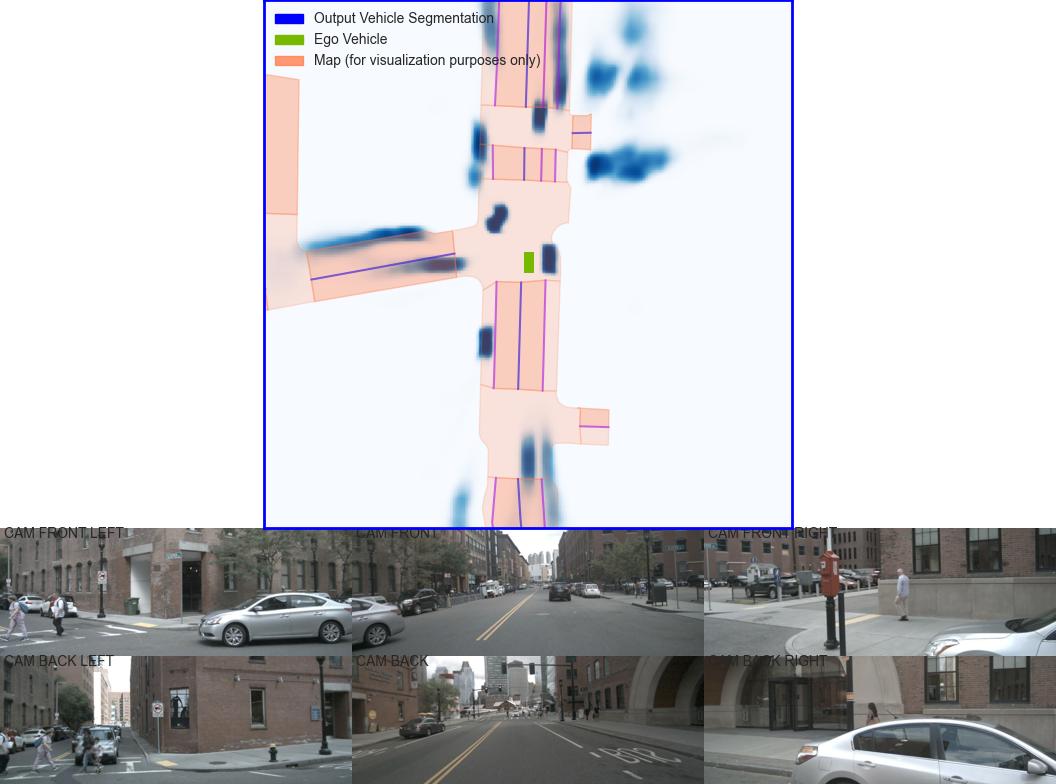 Output Vehicle Segmentation
Ego Vehicle
Map (for visualization purposes only)
CAM FRONT LEFT
CAM FRONT
CAM FRONT RIGHT
CAM BACK LEFT
CAM BACK
CAM BACK RIGHT